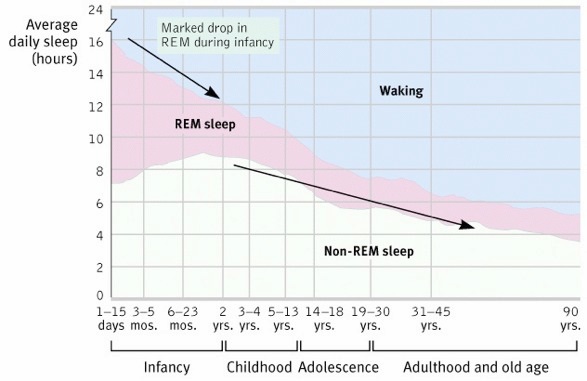 Average
daily sleep
(hours)
24
16
14
12
10
8
6
4
2
0
Marked drop in
REM during infancy
Waking
REM sleep
Non-REM sleep
1–15 3–5 6–23 2 3–4 5–13 14–18 19–30 31–45 90
days mos. mos. yrs. yrs. yrs. yrs. yrs. yrs. yrs.
Infancy Childhood Adolescence Adulthood and old age